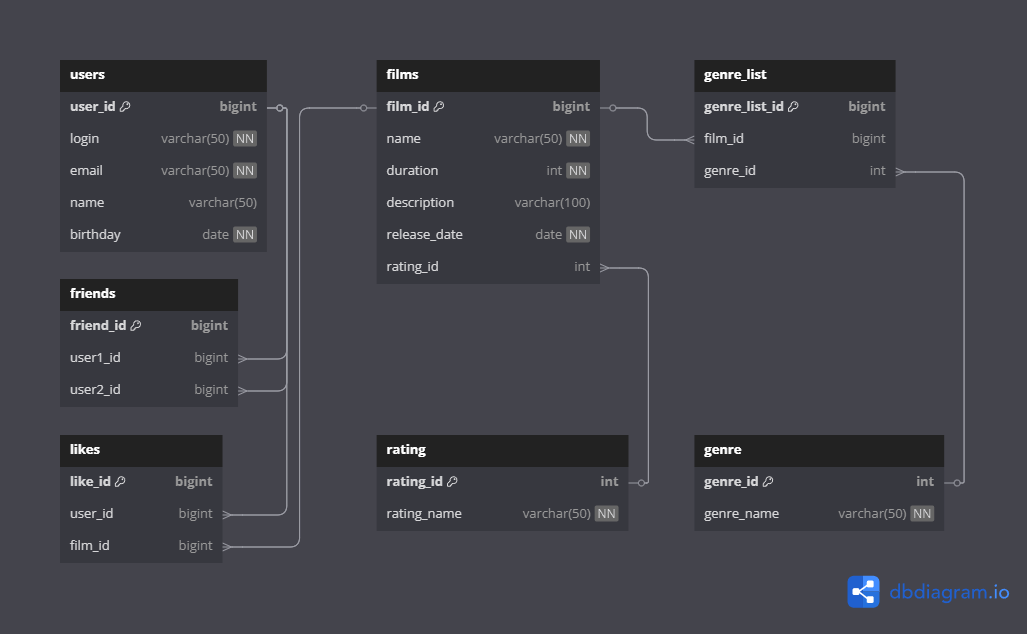 users
user_id bigint
login varchar(50) NN
email varchar(50) NN
name varchar(50)
birthday date NN
friends
friend_id bigint
user1_id bigint
user2_id bigint
likes
like_id bigint
user_id bigint
film_id bigint
films
film_id bigint
name varchar(50) NN
duration int NN
description varchar(100)
release_date date NN
rating_id int
rating
rating_id int
rating_name varchar(50) NN
genre_list
genre_list_id bigint
film_id bigint
genre_id int
genre
genre_id int
genre_name varchar(50) NN
dbdiagram.io